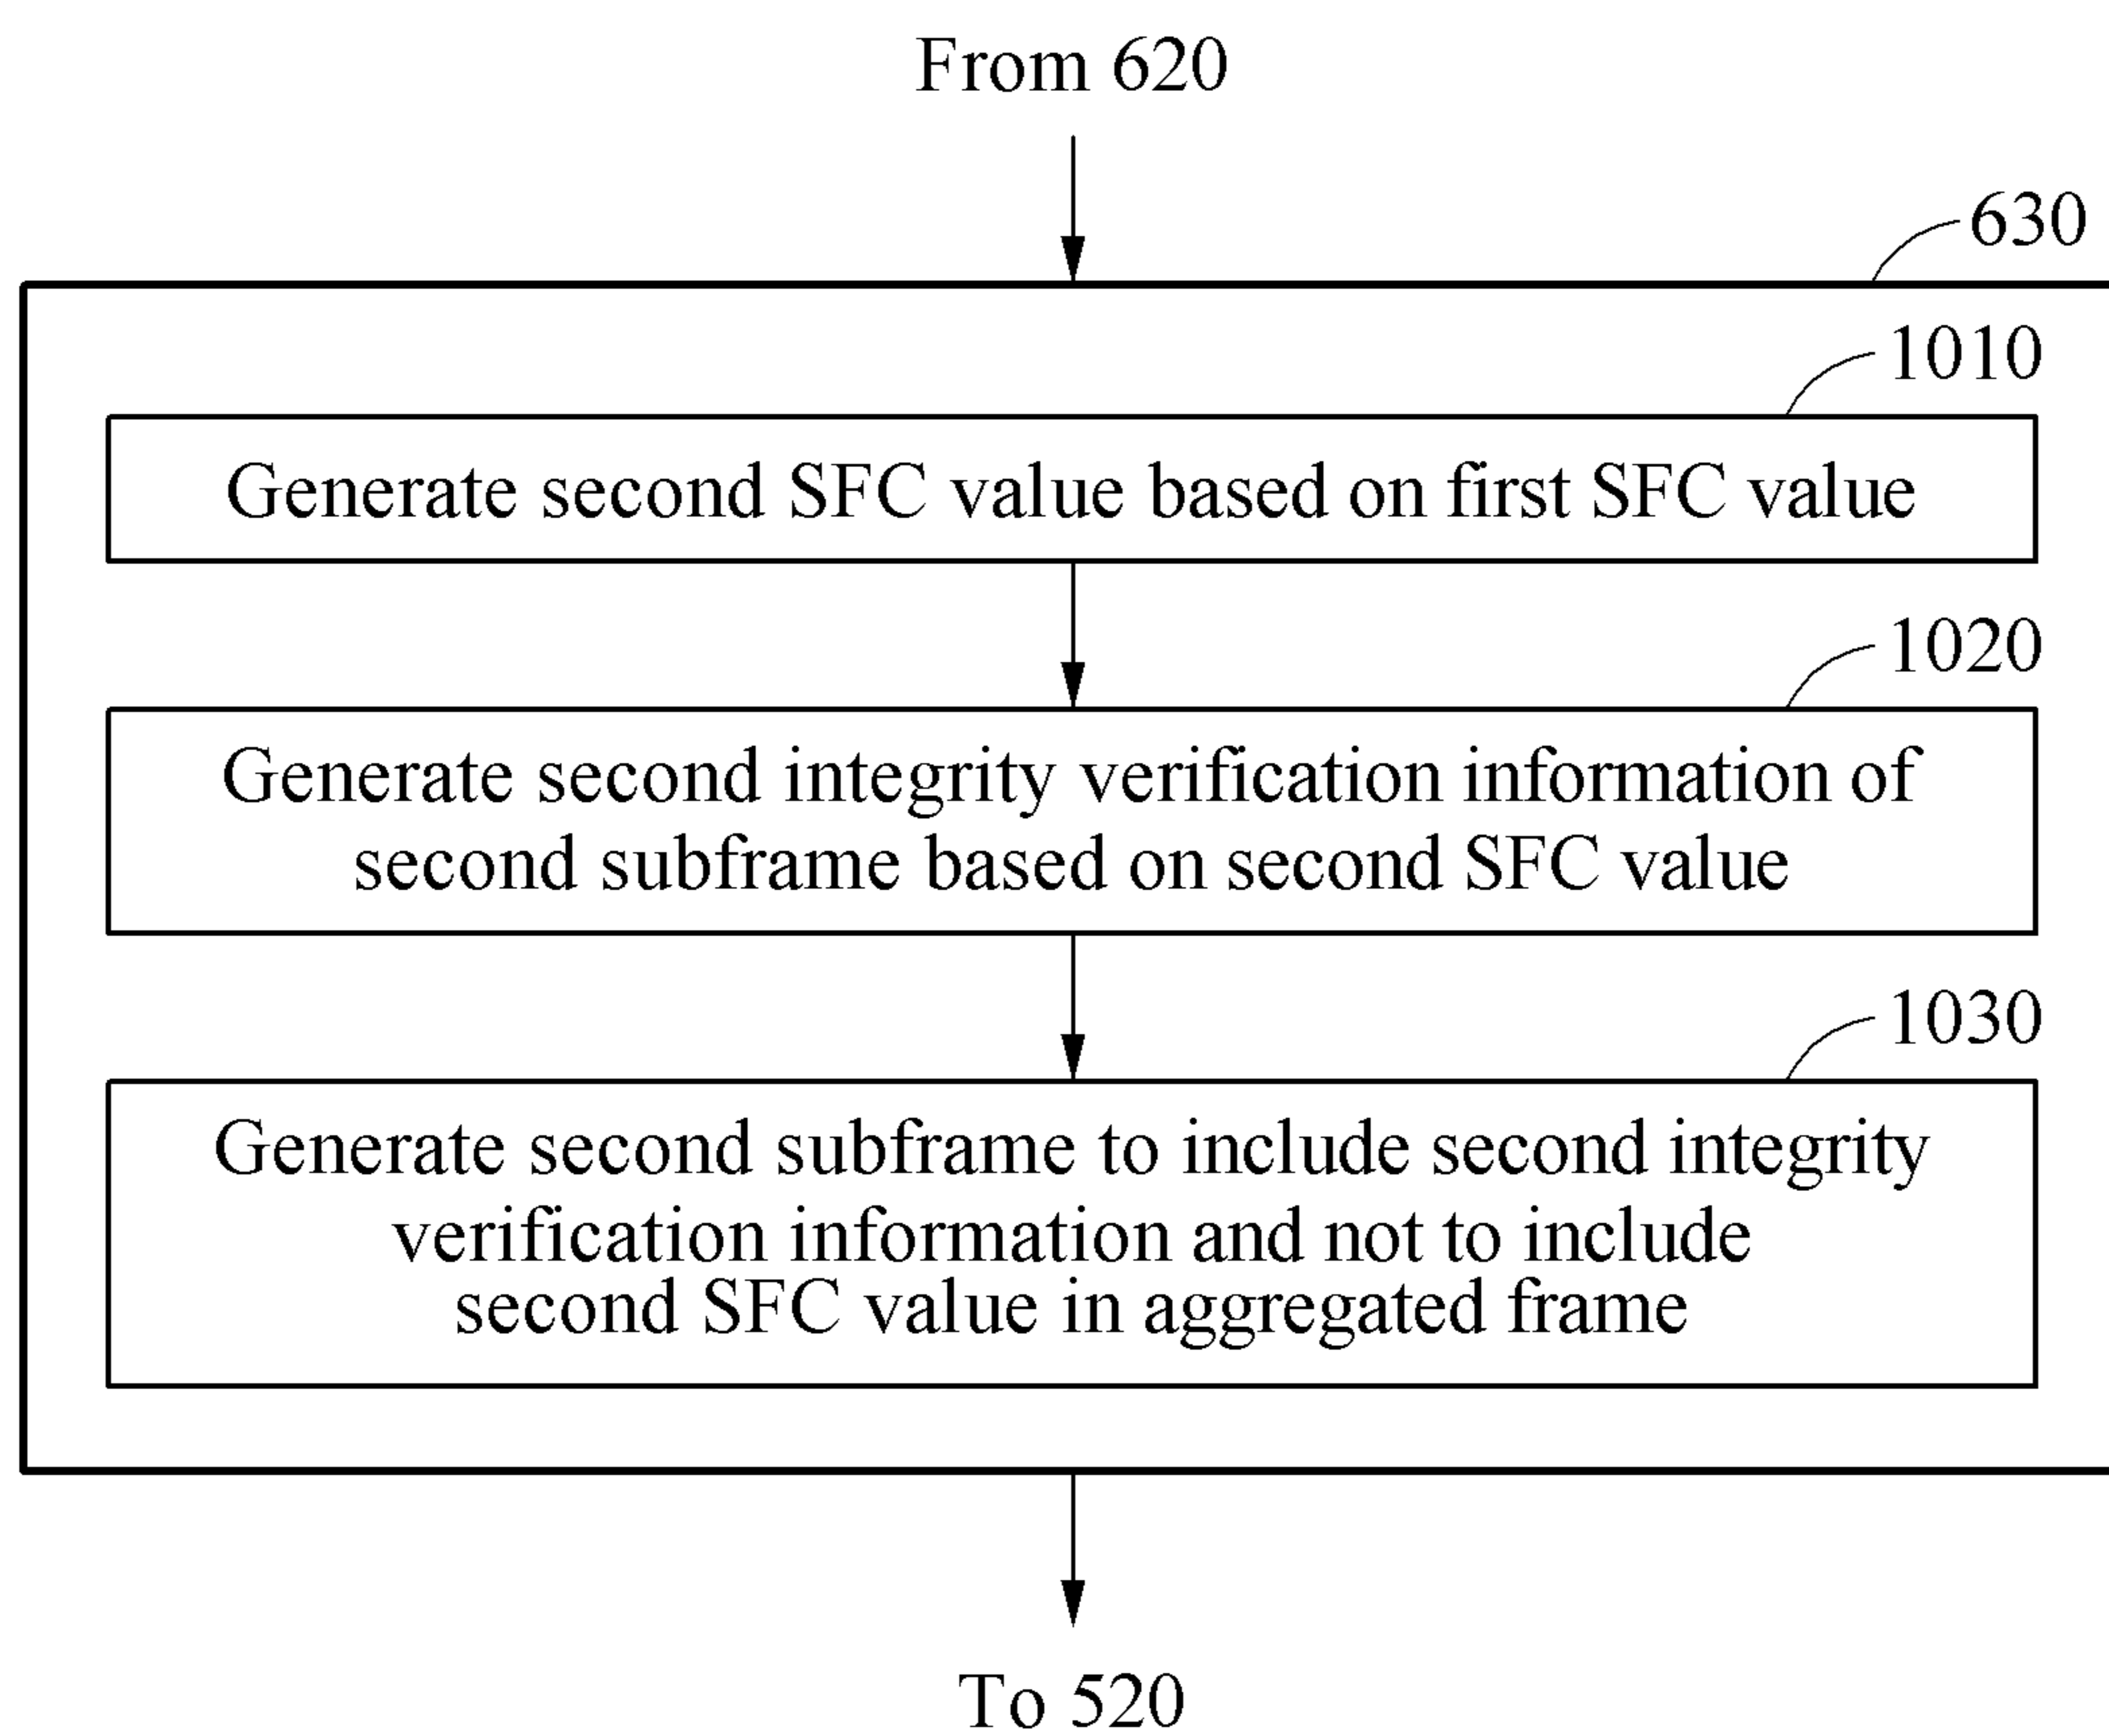 From 620
630
1010
Generate second SFC value based on first SFC value
1020
Generate second integrity verification information of
second subframe based on second SFC value
1030
Generate second subframe to include second integrity
verification information and not to include
second SFC value in aggregated frame
To 520